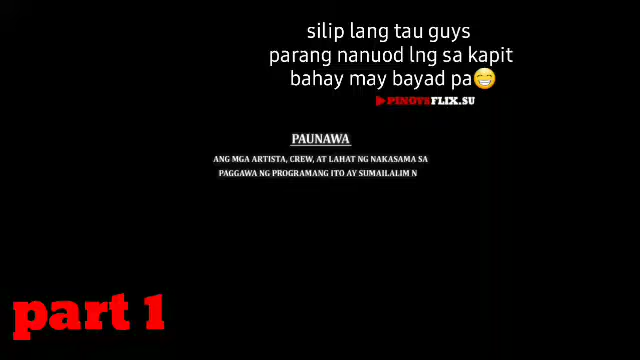 silip lang tau guys
parang nanuod lng sa kapit
bahay may bayad pa😁
PINOYSFLIX.SU
PAUNAWA
ANG MGA ARTISTA, CREW, AT LAHAT NG NAKASAMA SA
PAGGAWA NG PROGRAMANG ITO AY SUMAILALIM N
part 1